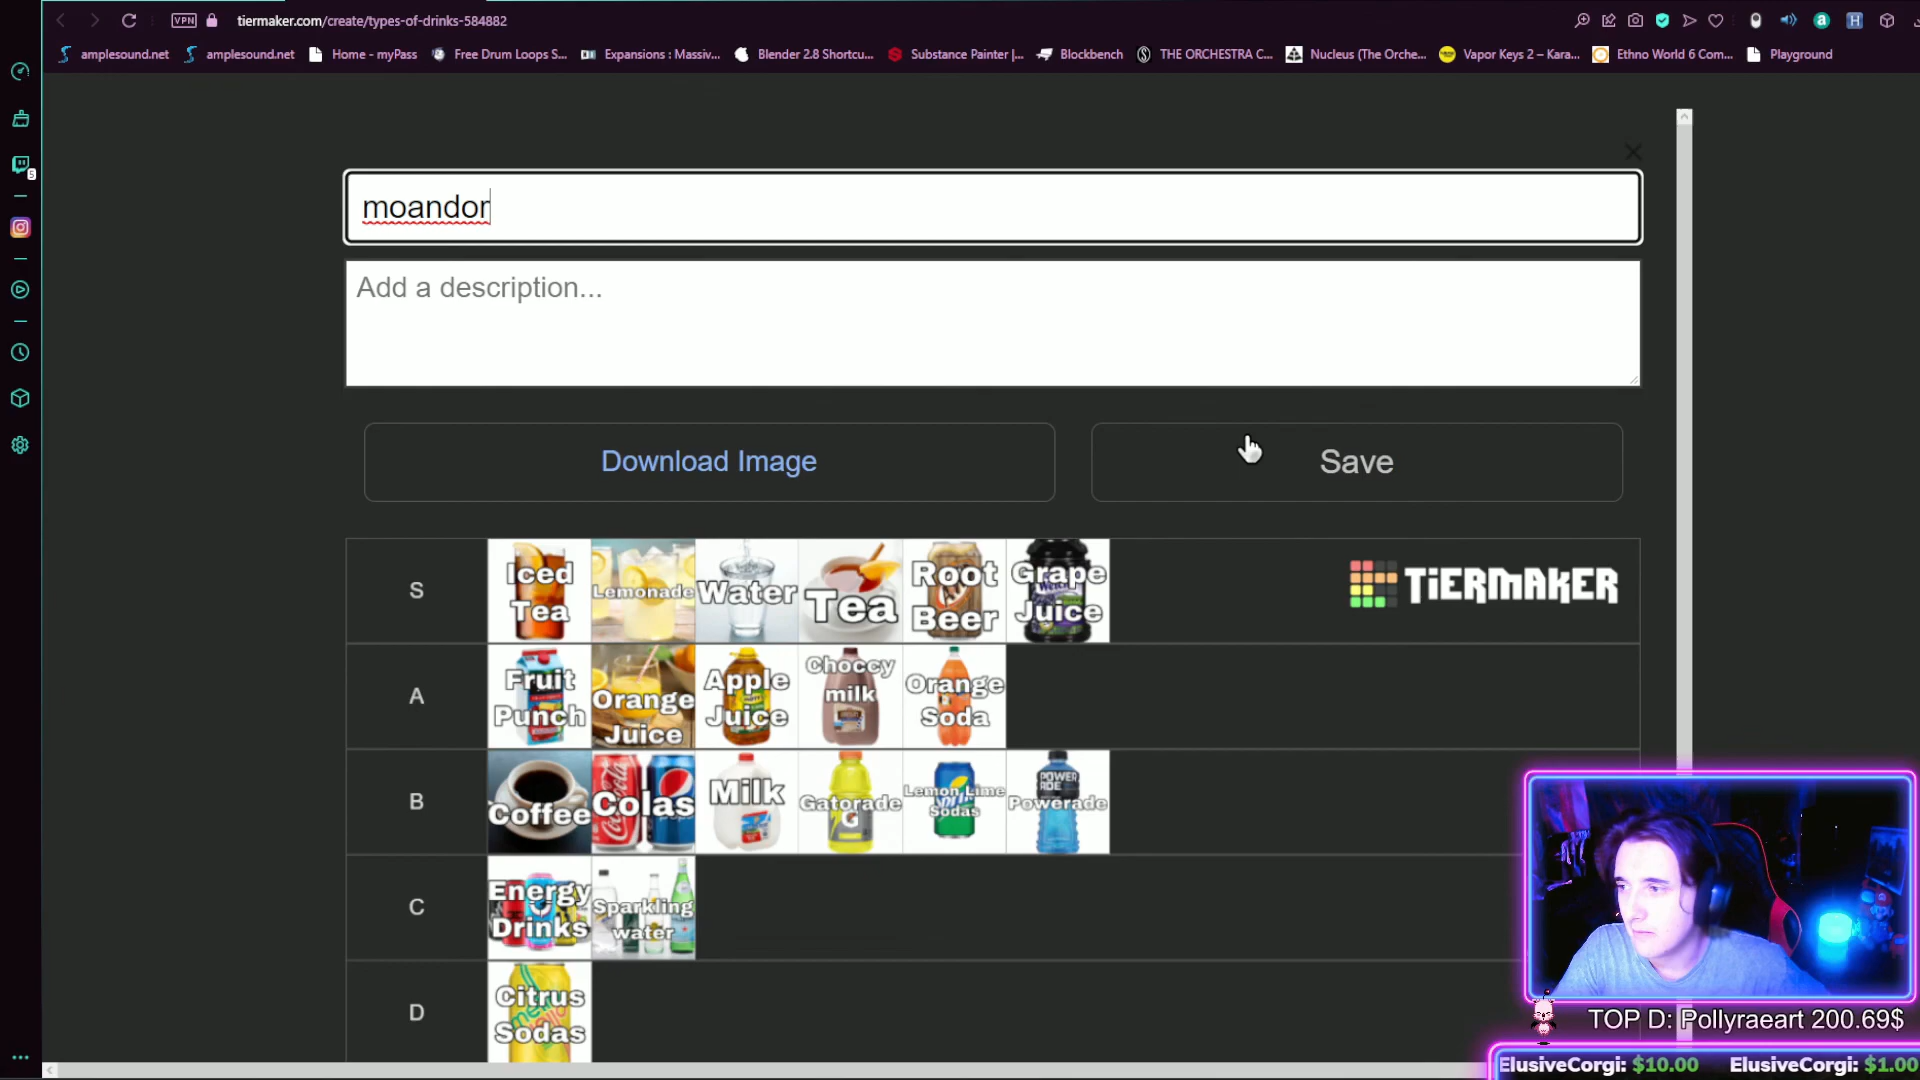 VPN tiermaker.com/create/types-of-drinks-584882
amplesound.net amplesound.net Home - myPass Free Drum Loops S... Expansions : Massiv... Blender 2.8 Shortcu... Substance Painter |... Blockbench THE ORCHESTRA C... Nucleus (The Orche... Vapor Keys 2 – Kara... Ethno World 6 Com... Playground
5
moandor
Add a description...
Download Image
Save
S
Iced Tea
Lemonade
Water
Tea
Root Beer
Grape Juice
TiERMAKER
A
Fruit Punch
Orange Juice
Apple Juice
Choccy milk
Orange Soda
B
Coffee
Colas
Milk
Gatorade
G
Lemon Lime Sodas
POWERADE
Powerade
C
Energy Drinks
Sparkling water
D
Citrus Sodas
TOP D: Pollyraeart 200.69$
ElusiveCorgi: $10.00 ElusiveCorgi: $1.00